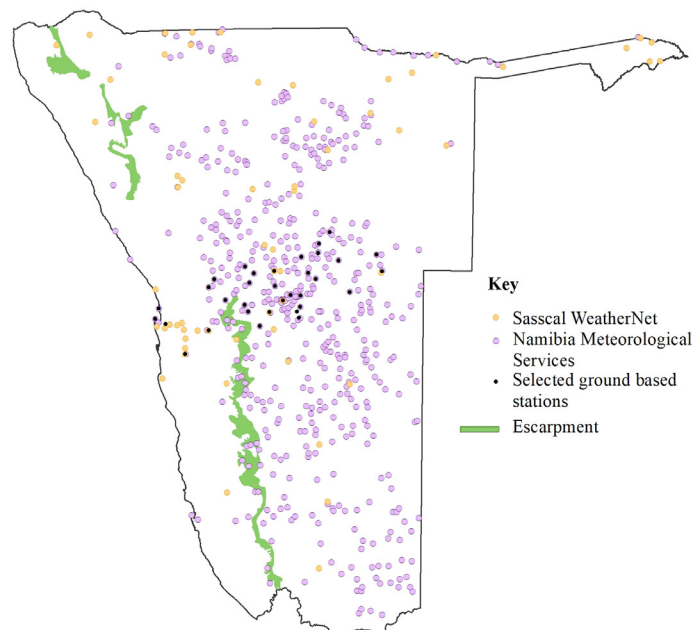 Key
Sasscal WeatherNet
Namibia Meteorological
Services
Selected ground based
stations
Escarpment